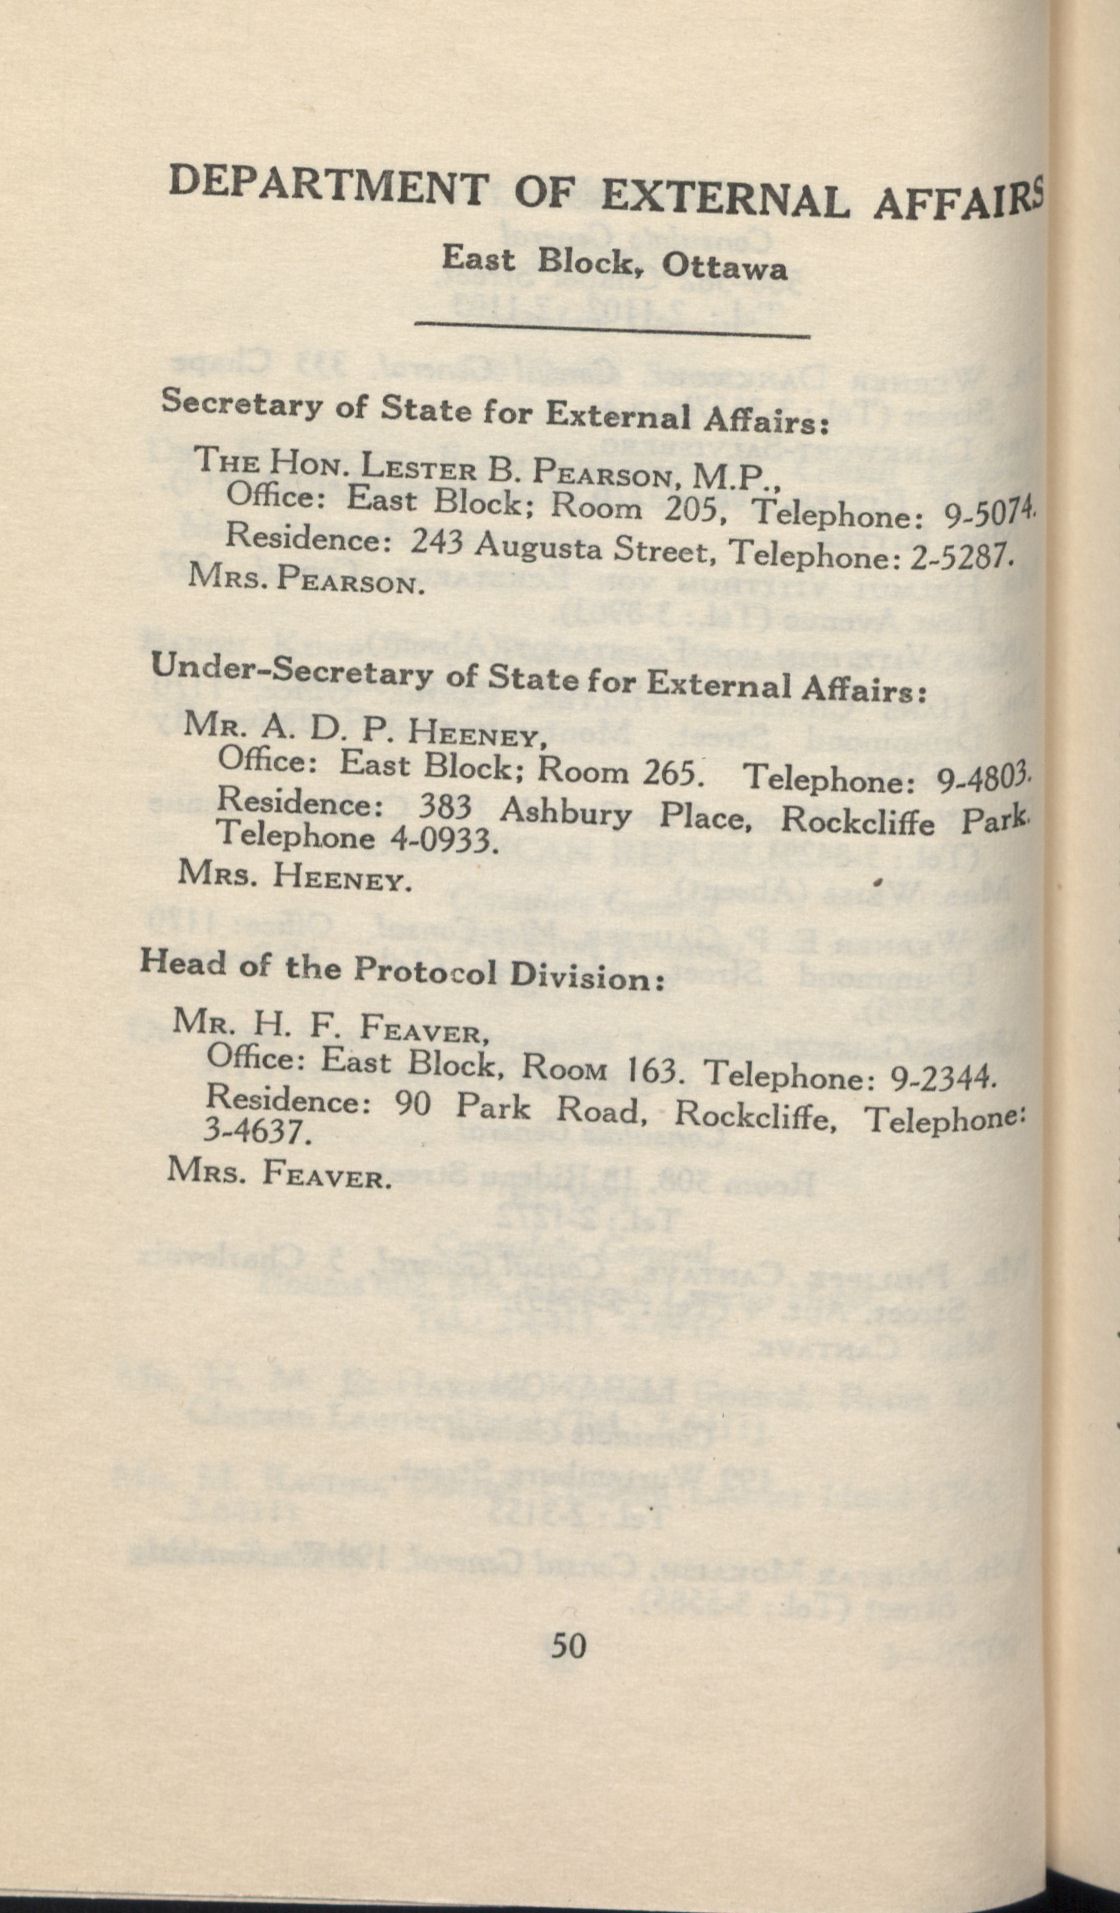 DEPARTMENT OF EXTERNAL AFFAIRS
East Block, Ottawa
Secretary of State for External Affairs:
THE HON. LESTER B. PEARSON, M.P.,
Office: East Block; Room 205, Telephone: 9-5074.
Residence: 243 Augusta Street, Telephone: 2-5287.
MRS. PEARSON.
Under-Secretary of State for External Affairs:
MR. A. D. P. HEENEY,
Office: East Block; Room 265. Telephone: 9-4803.
Residence: 383 Ashbury Place, Rockcliffe Park.
Telephone 4-0933.
MRS. HEENEY.
Head of the Protocol Division:
MR. H. F. FEAVER,
Office: East Block, ROOM 163. Telephone: 9-2344.
Residence: 90 Park Road, Rockcliffe, Telephone:
3-4637.
MRS. FEAVER.
50